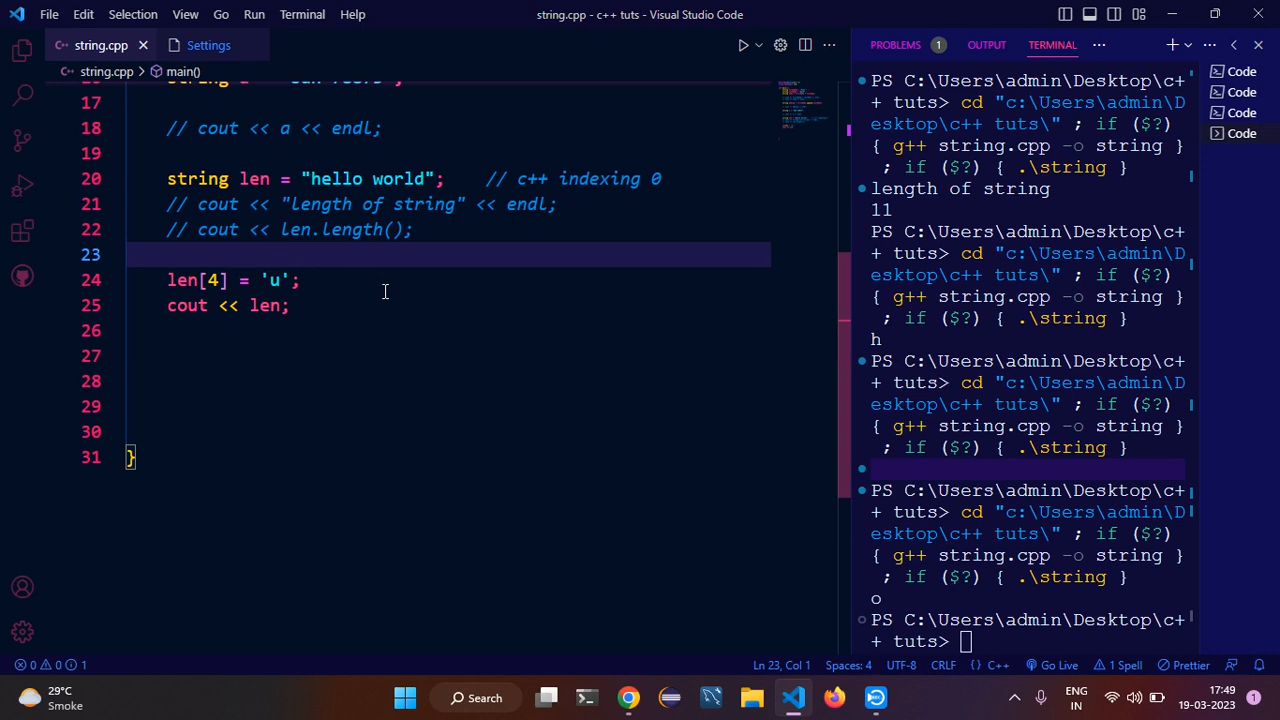 File Edit Selection View Go Run Terminal Help
string.cpp - c++ tuts - Visual Studio Code
string.cpp Settings
string.cpp > main()
17
18 // cout << a << endl;
19
20 string len = "hello world"; // c++ indexing 0
21 // cout << "length of string" << endl;
22 // cout << len.length();
23
24 len[4] = 'u';
25 cout << len;
26
27
28
29
30
31 }
PROBLEMS 1 OUTPUT TERMINAL
PS C:\Users\admin\Desktop\c+
+ tuts> cd "c:\Users\admin\D
esktop\c++ tuts\" ; if ($?)
{ g++ string.cpp -o string }
; if ($?) { .\string }
length of string
11
PS C:\Users\admin\Desktop\c+
+ tuts> cd "c:\Users\admin\D
esktop\c++ tuts\" ; if ($?)
{ g++ string.cpp -o string }
; if ($?) { .\string }
h
PS C:\Users\admin\Desktop\c+
+ tuts> cd "c:\Users\admin\D
esktop\c++ tuts\" ; if ($?)
{ g++ string.cpp -o string }
; if ($?) { .\string }
PS C:\Users\admin\Desktop\c+
+ tuts> cd "c:\Users\admin\D
esktop\c++ tuts\" ; if ($?)
{ g++ string.cpp -o string }
; if ($?) { .\string }
o
PS C:\Users\admin\Desktop\c+
+ tuts>
Code
Code
Code
Code
0 0 1
Ln 23, Col 1 Spaces: 4 UTF-8 CRLF C++ Go Live 1 Spell Prettier
29°C
Smoke
Search
ENG
IN
17:49
19-03-2023
1